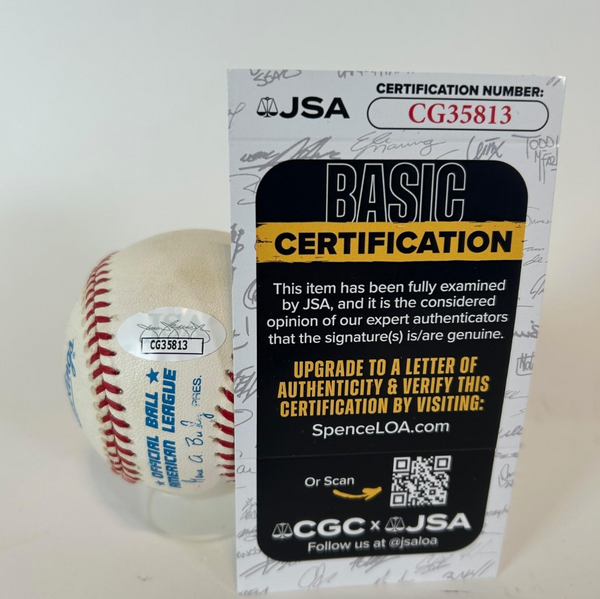 JSA
CERTIFICATION NUMBER:
CG35813
BASIC
CERTIFICATION
This item has been fully examined
by JSA, and it is the considered
opinion of our expert authenticators
that the signature(s) is/are genuine.
UPGRADE TO A LETTER OF
AUTHENTICITY & VERIFY THIS
CERTIFICATION BY VISITING:
SpenceLOA.com
Or Scan
CGC x JSA
Follow us at @jsaloa
JSA
CG35813
OFFICIAL BALL
AMERICAN LEAGUE
PRES.